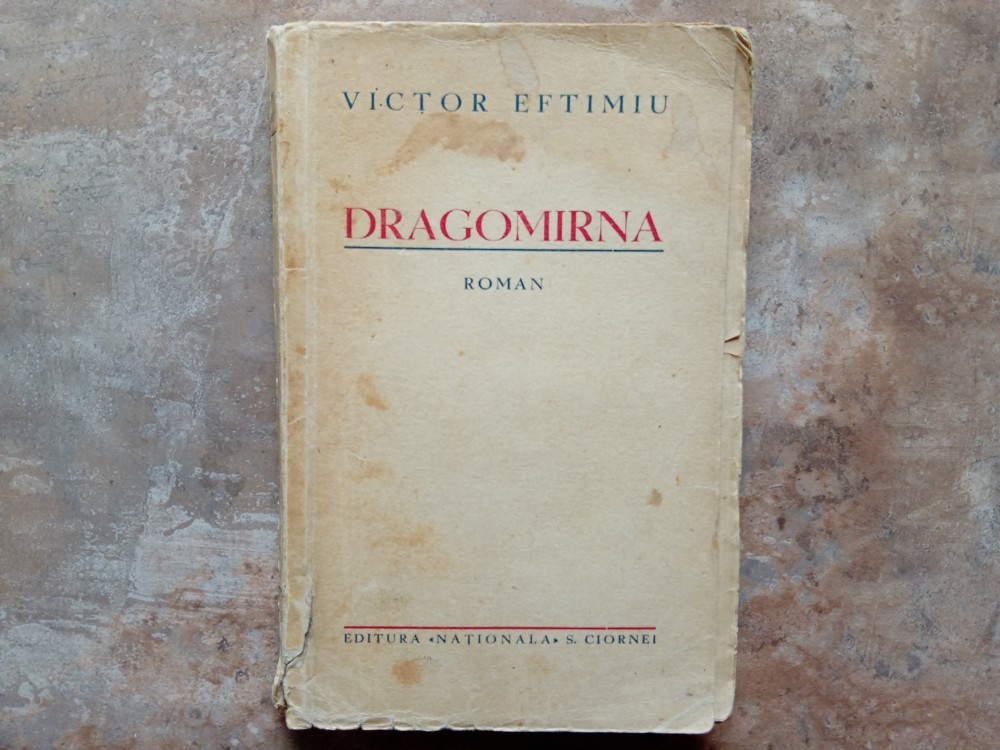 VICTOR EFTIMIU
DRAGOMIRNA
ROMAN
EDITURA «NAȚIONALA» S. CIORNEI